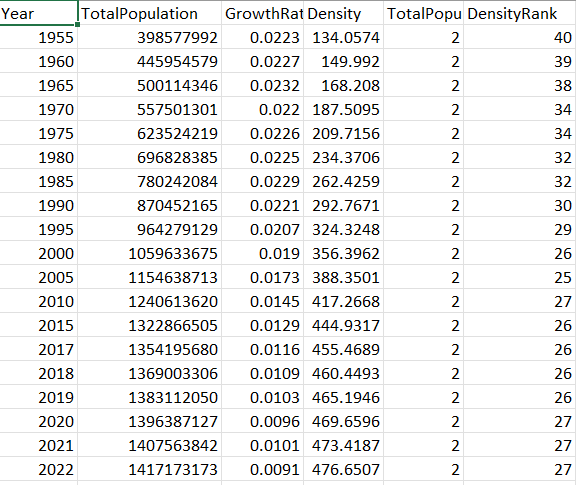 Year TotalPopulation GrowthRat Density TotalPopu DensityRank
1955 398577992 0.0223 134.0574 2 40
1960 445954579 0.0227 149.992 2 39
1965 500114346 0.0232 168.208 2 38
1970 557501301 0.022 187.5095 2 34
1975 623524219 0.0226 209.7156 2 34
1980 696828385 0.0225 234.3706 2 32
1985 780242084 0.0229 262.4259 2 32
1990 870452165 0.0221 292.7671 2 30
1995 964279129 0.0207 324.3248 2 29
2000 1059633675 0.019 356.3962 2 26
2005 1154638713 0.0173 388.3501 2 25
2010 1240613620 0.0145 417.2668 2 27
2015 1322866505 0.0129 444.9317 2 26
2017 1354195680 0.0116 455.4689 2 26
2018 1369003306 0.0109 460.4493 2 26
2019 1383112050 0.0103 465.1946 2 26
2020 1396387127 0.0096 469.6596 2 27
2021 1407563842 0.0101 473.4187 2 27
2022 1417173173 0.0091 476.6507 2 27